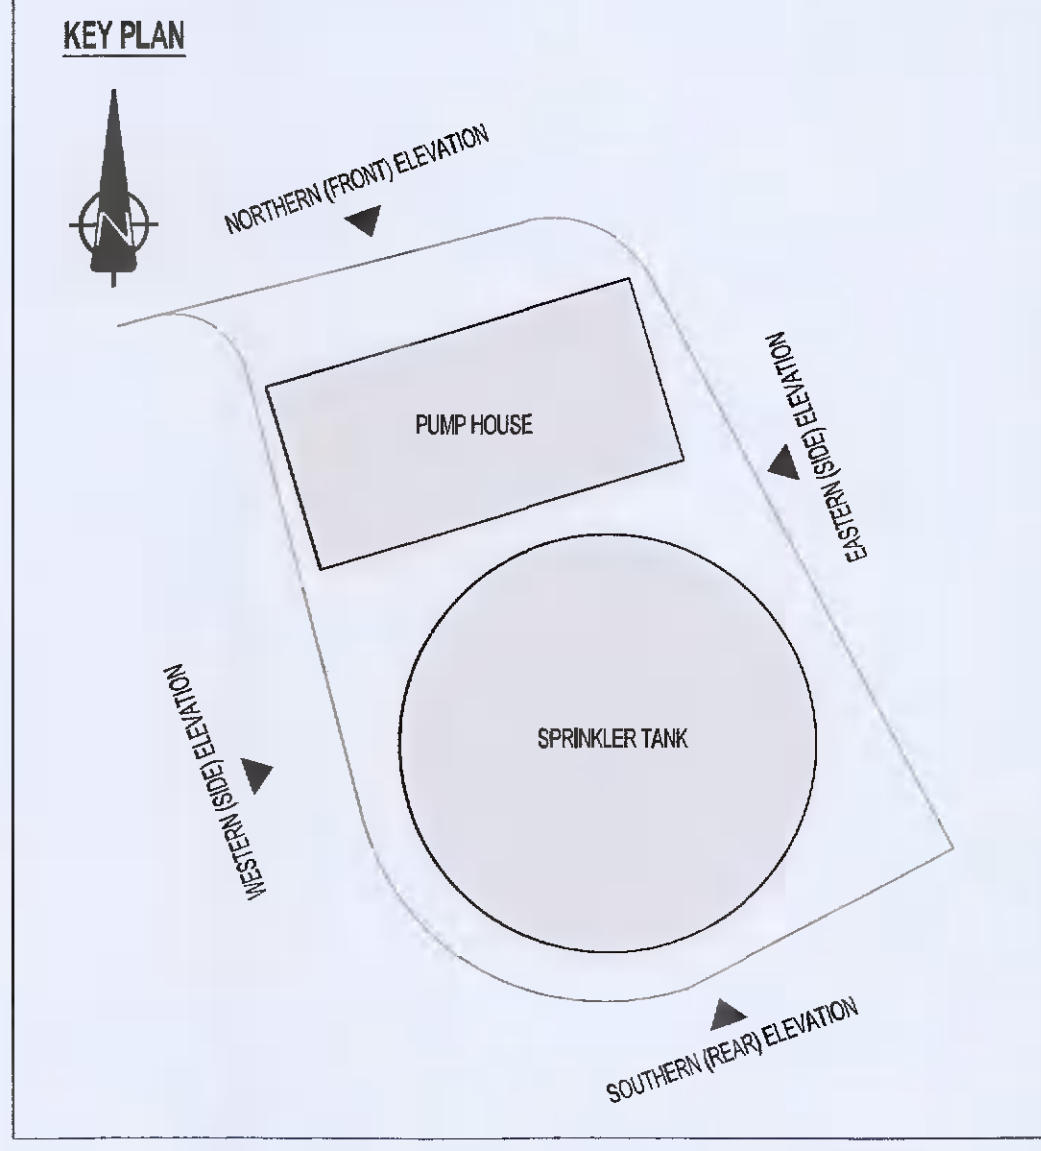 KEY PLAN
N
NORTHERN (FRONT) ELEVATION
PUMP HOUSE
EASTERN (SIDE) ELEVATION
SPRINKLER TANK
WESTERN (SIDE) ELEVATION
SOUTHERN (REAR) ELEVATION